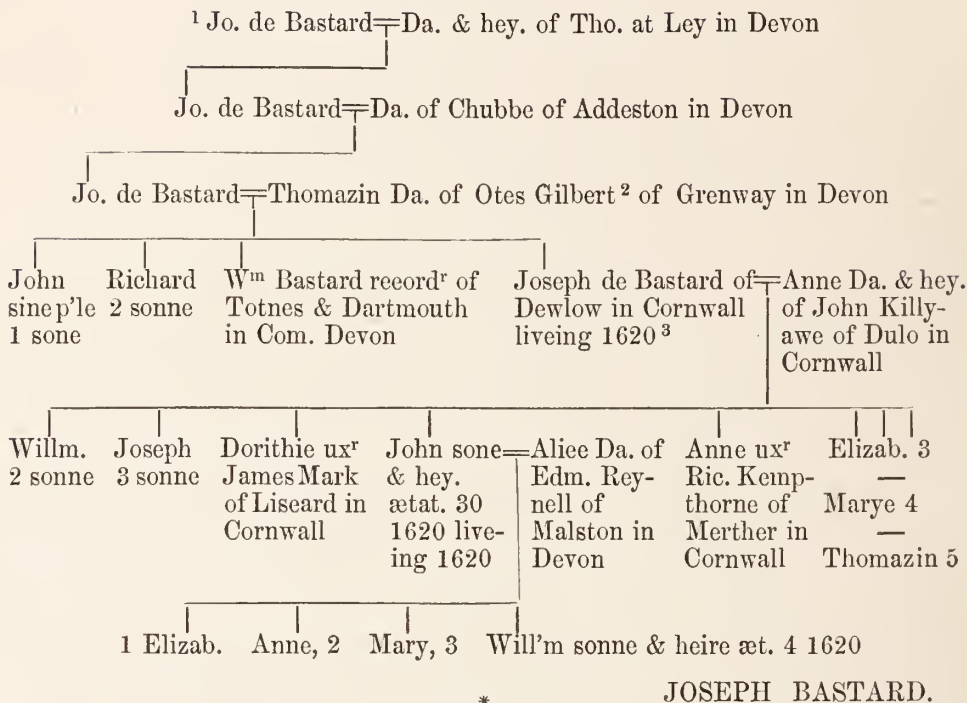 ¹ Jo. de Bastard=Da. & hey. of Tho. at Ley in Devon
Jo. de Bastard=Da. of Chubbe of Addeston in Devon
Jo. de Bastard=Thomazin Da. of Otes Gilbert² of Grenway in Devon
John
sine p'le
1 sone
Richard
2 sonne
Wᵐ Bastard recordʳ of
Totnes & Dartmouth
in Com. Devon
Joseph de Bastard of=
Dewlow in Cornwall
liveing 1620³
Anne Da. & hey.
of John Killy-
awe of Dulo in
Cornwall
Willm.
2 sonne
Joseph
3 sonne
Dorithie uxʳ
James Mark
of Liseard in
Cornwall
John sone=
& hey.
ætat. 30
1620 live-
ing 1620
Alice Da. of
Edm. Rey-
nell of
Malston in
Devon
Anne uxʳ
Ric. Kemp-
thorne of
Merther in
Cornwall
Elizab. 3
—
Marye 4
—
Thomazin 5
1 Elizab. Anne, 2 Mary, 3 Will'm sonne & heire æt. 4 1620
* JOSEPH BASTARD.